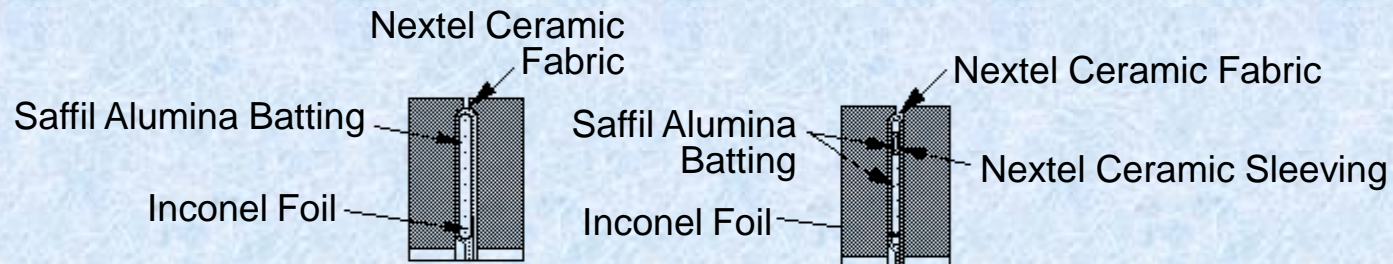 Nextel Ceramic
Fabric
Saffil Alumina Batting
Inconel Foil
Nextel Ceramic Fabric
Saffil Alumina
Batting
Nextel Ceramic Sleeving
Inconel Foil